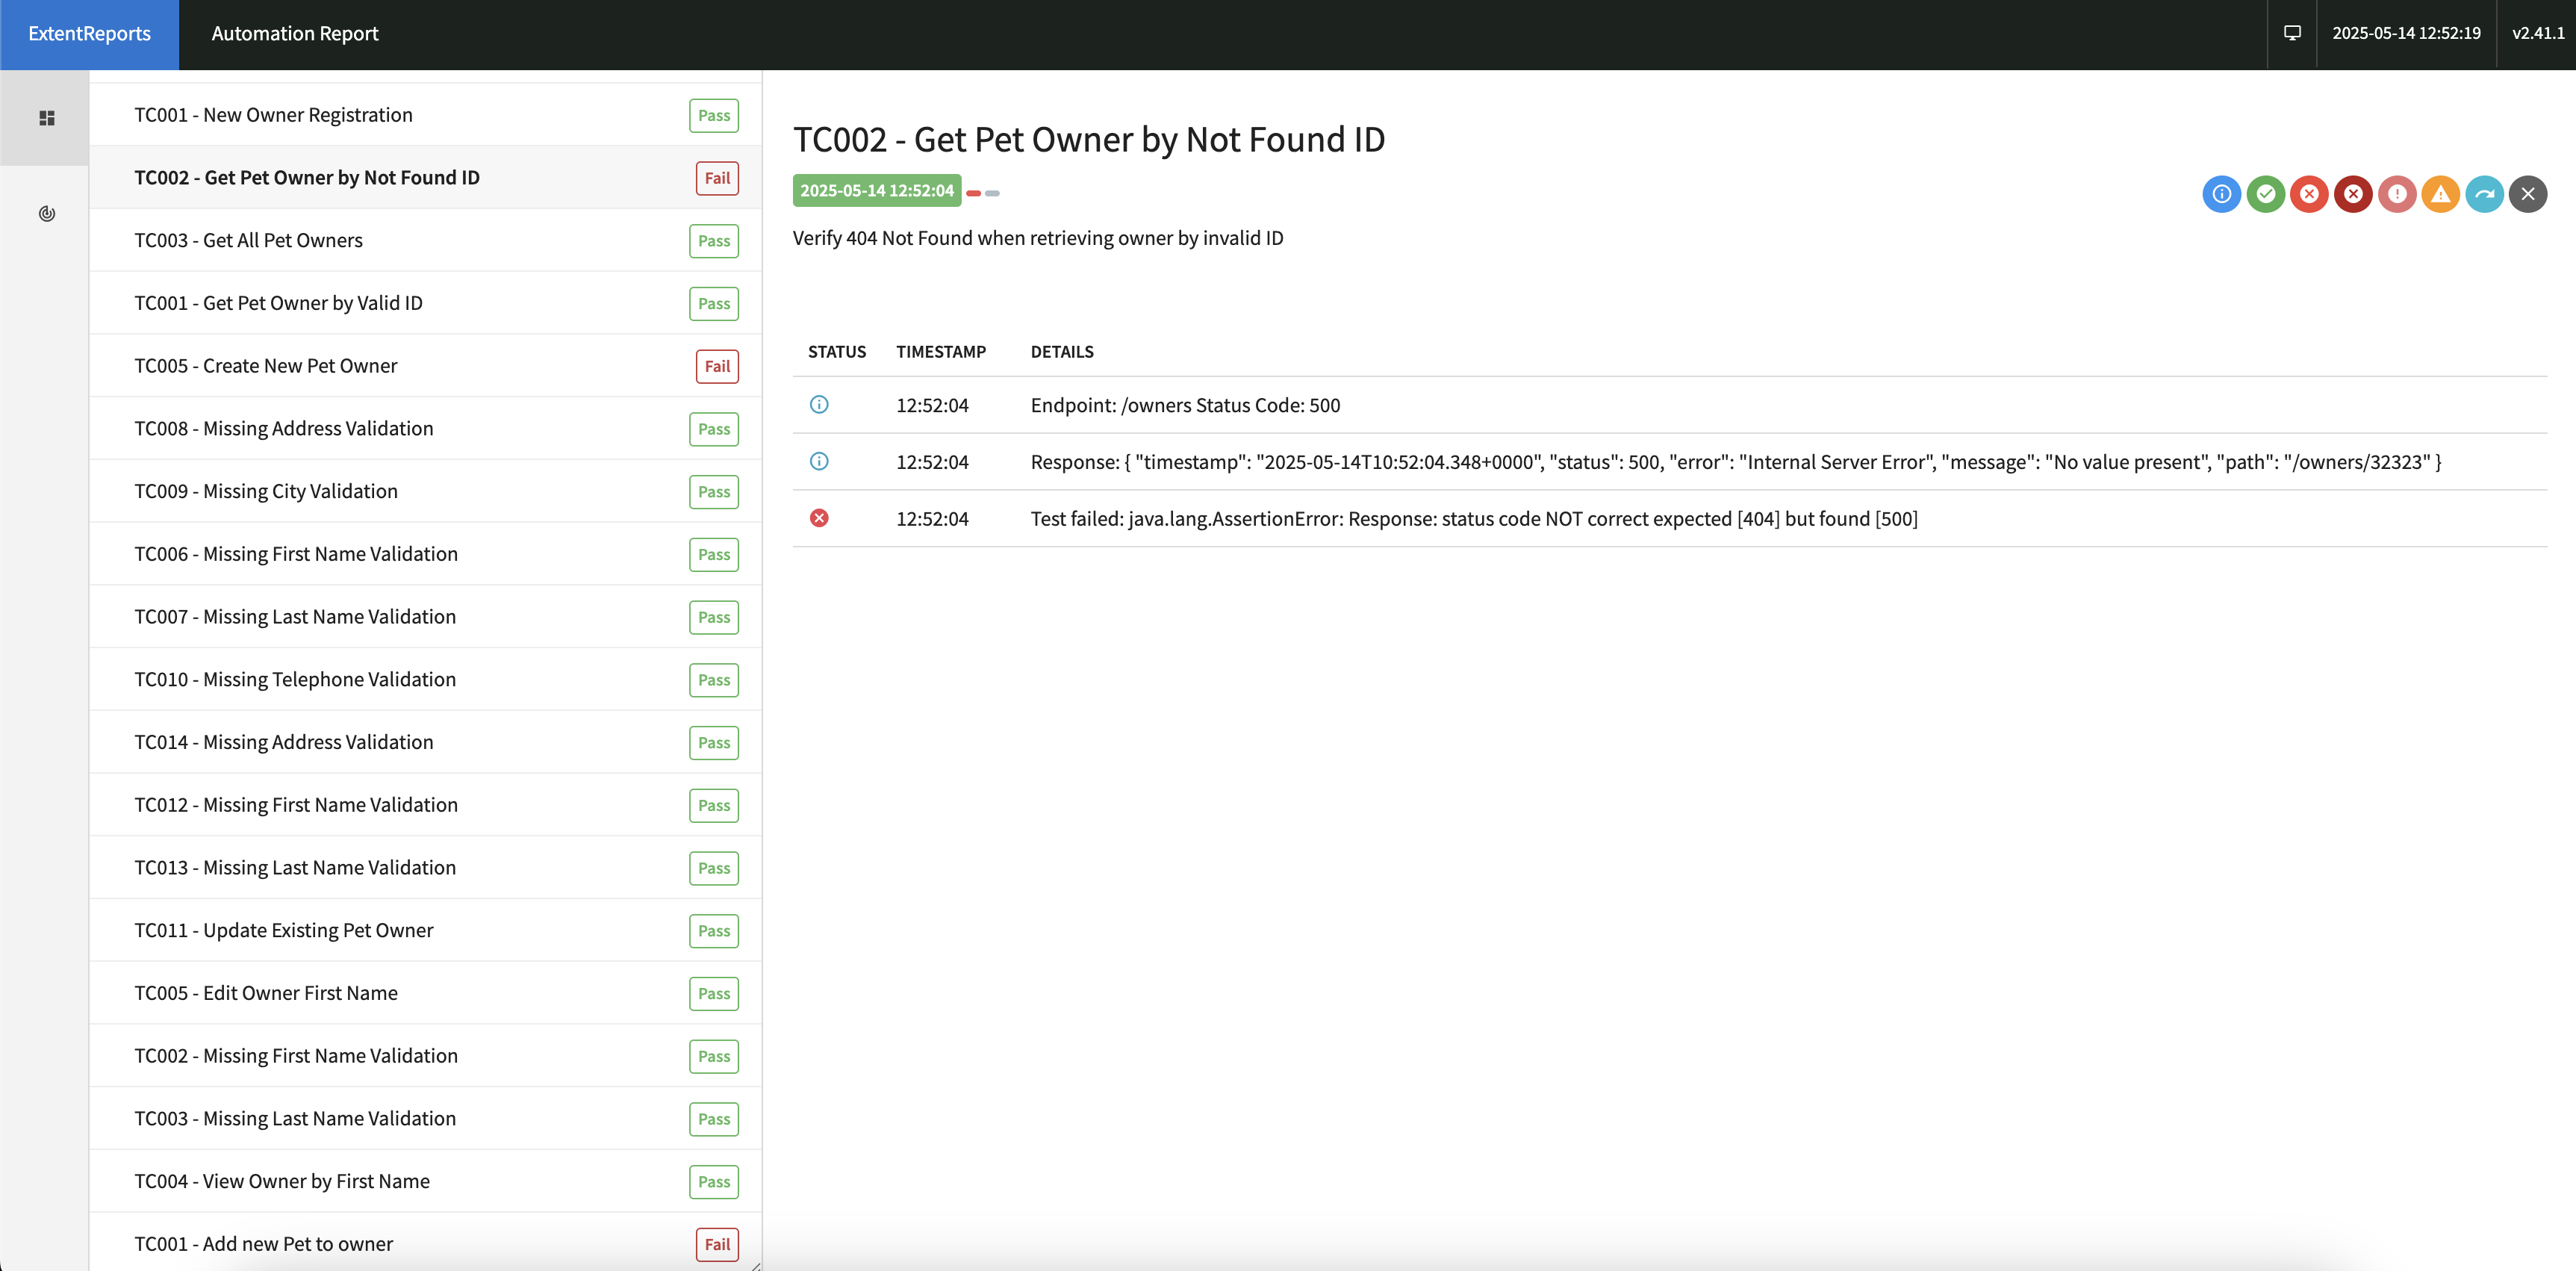 ExtentReports
Automation Report
2025-05-14 12:52:19
v2.41.1
TC001 - New Owner Registration
Pass
TC002 - Get Pet Owner by Not Found ID
Fail
TC003 - Get All Pet Owners
Pass
TC001 - Get Pet Owner by Valid ID
Pass
TC005 - Create New Pet Owner
Fail
TC008 - Missing Address Validation
Pass
TC009 - Missing City Validation
Pass
TC006 - Missing First Name Validation
Pass
TC007 - Missing Last Name Validation
Pass
TC010 - Missing Telephone Validation
Pass
TC014 - Missing Address Validation
Pass
TC012 - Missing First Name Validation
Pass
TC013 - Missing Last Name Validation
Pass
TC011 - Update Existing Pet Owner
Pass
TC005 - Edit Owner First Name
Pass
TC002 - Missing First Name Validation
Pass
TC003 - Missing Last Name Validation
Pass
TC004 - View Owner by First Name
Pass
TC001 - Add new Pet to owner
Fail
TC002 - Get Pet Owner by Not Found ID
2025-05-14 12:52:04
Verify 404 Not Found when retrieving owner by invalid ID
STATUS TIMESTAMP DETAILS
12:52:04 Endpoint: /owners Status Code: 500
12:52:04 Response: { "timestamp": "2025-05-14T10:52:04.348+0000", "status": 500, "error": "Internal Server Error", "message": "No value present", "path": "/owners/32323" }
12:52:04 Test failed: java.lang.AssertionError: Response: status code NOT correct expected [404] but found [500]